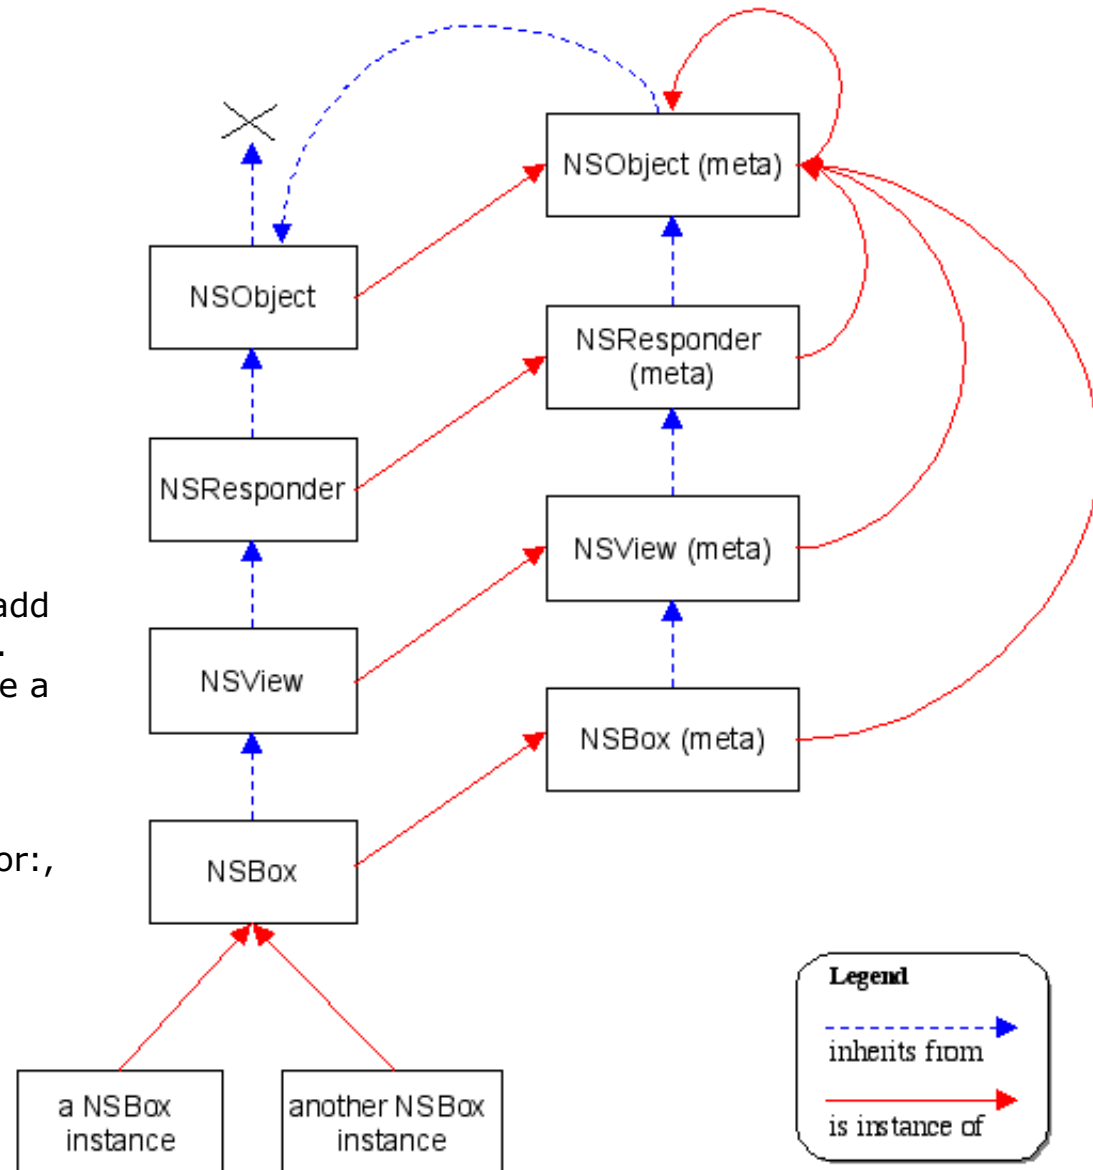 NSObject (meta)
NSObject
NSResponder
(meta)
NSResponder
NSView (meta)
add
.
e a
NSView
NSBox (meta)
or:,
NSBox
Legend
inherits from
is instance of
a NSBox
instance
another NSBox
instance